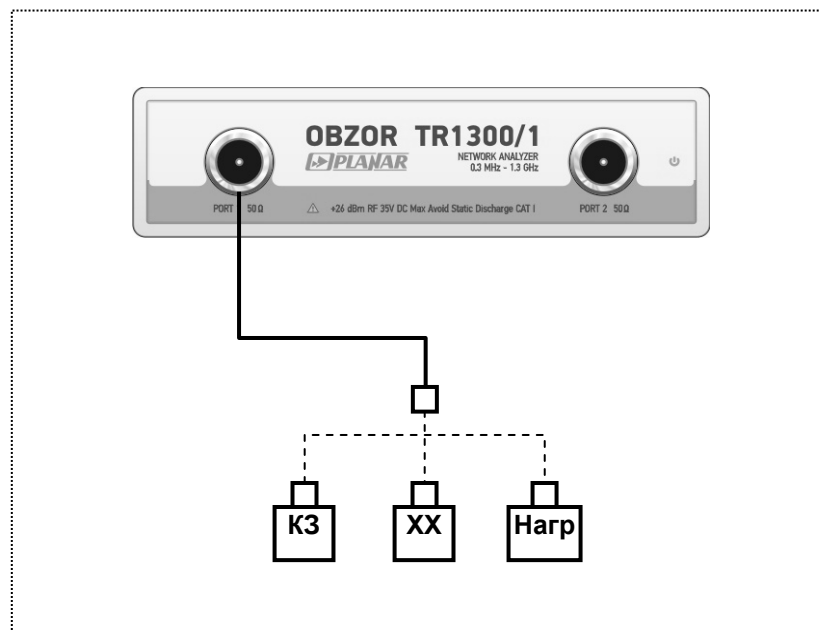 OBZOR TR1300/1
PLANAR
NETWORK ANALYZER
0.3 MHz - 1.3 GHz
PORT 50 Ω
+26 dBm RF 35V DC Max Avoid Static Discharge CAT I
PORT 2 50 Ω
КЗ
ХХ
Нагр